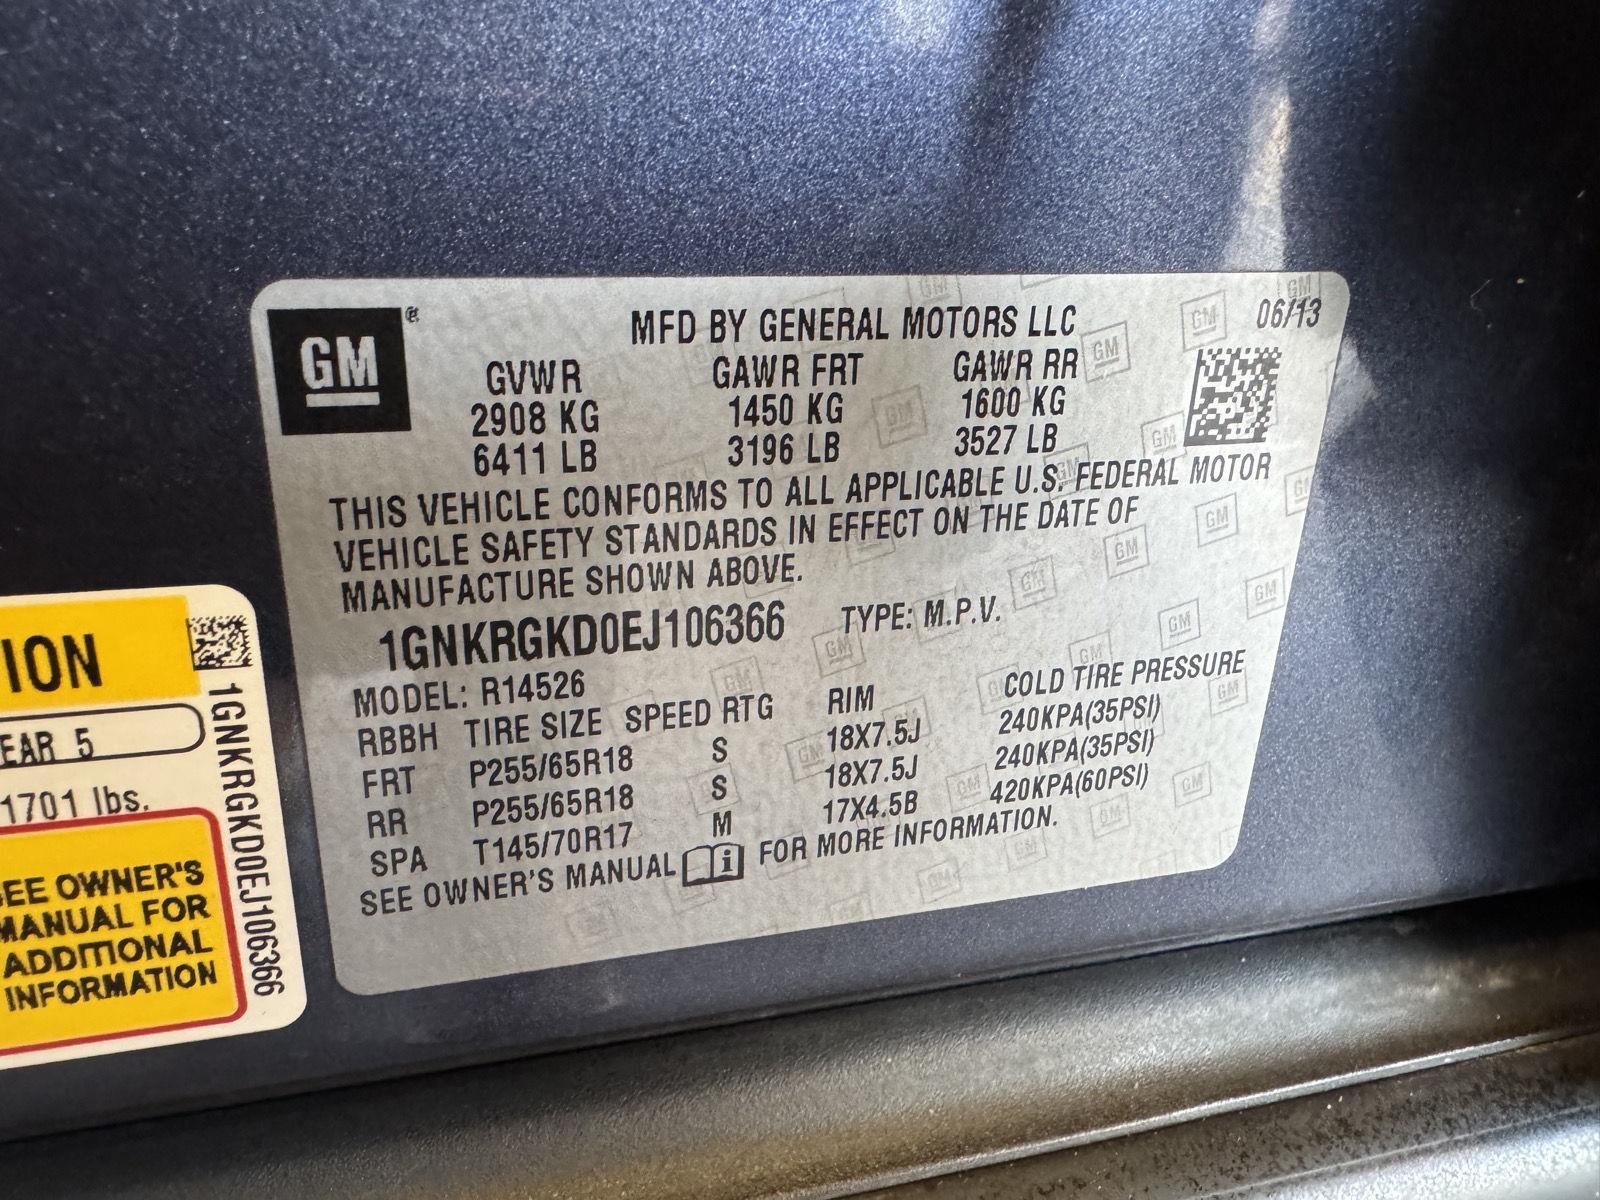 GM
MFD BY GENERAL MOTORS LLC
06/13
GVWR GAWR FRT GAWR RR
2908 KG 1450 KG 1600 KG
6411 LB 3196 LB 3527 LB
THIS VEHICLE CONFORMS TO ALL APPLICABLE U.S. FEDERAL MOTOR
VEHICLE SAFETY STANDARDS IN EFFECT ON THE DATE OF
MANUFACTURE SHOWN ABOVE.
1GNKRGKD0EJ106366 TYPE: M.P.V.
MODEL: R14526
RBBH TIRE SIZE SPEED RTG RIM COLD TIRE PRESSURE
FRT P255/65R18 S 18X7.5J 240KPA(35PSI)
RR P255/65R18 S 18X7.5J 240KPA(35PSI)
SPA T145/70R17 M 17X4.5B 420KPA(60PSI)
SEE OWNER'S MANUAL i FOR MORE INFORMATION.
ION
EAR 5
1701 lbs.
SEE OWNER'S
MANUAL FOR
ADDITIONAL
INFORMATION
1GNKRGKD0EJ106366